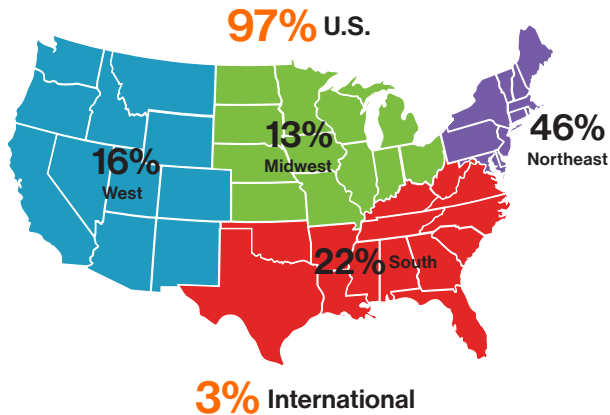 97% U.S.
13%
Midwest
46%
Northeast
16%
West
22% South
3% International